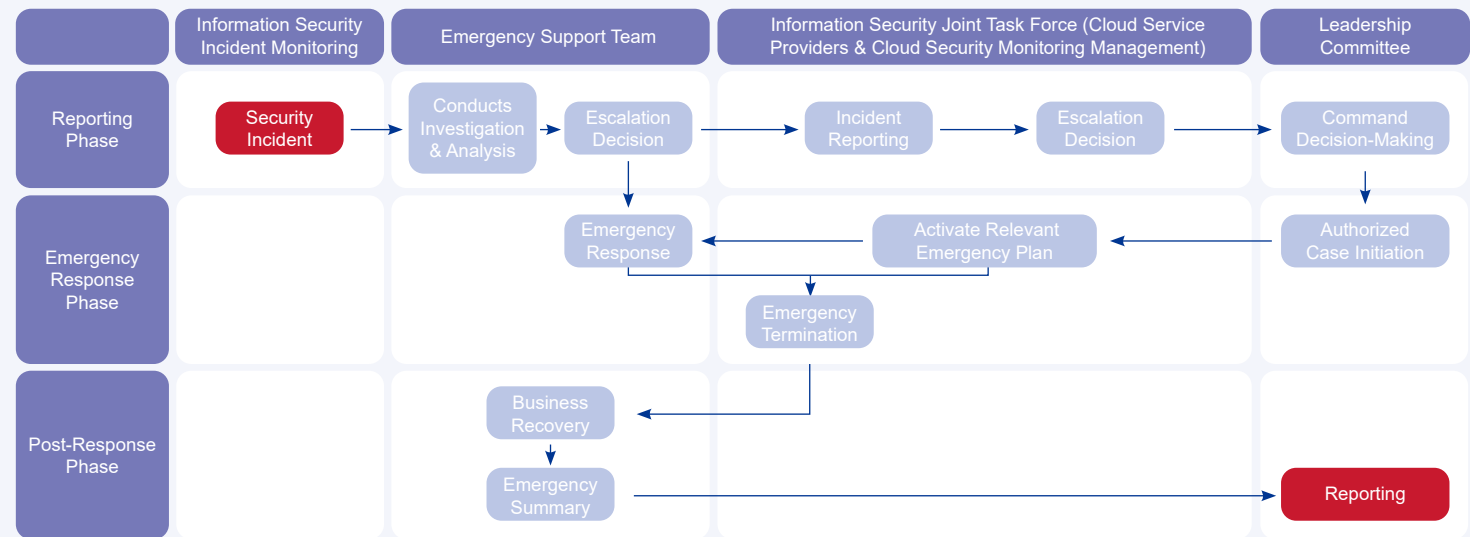 Information Security
Incident Monitoring
Emergency Support Team
Information Security Joint Task Force (Cloud Service
Providers & Cloud Security Monitoring Management)
Leadership
Committee
Reporting
Phase
Security
Incident
Conducts
Investigation
& Analysis
Escalation
Decision
Incident
Reporting
Escalation
Decision
Command
Decision-Making
Emergency
Response
Phase
Emergency
Response
Activate Relevant
Emergency Plan
Authorized
Case Initiation
Emergency
Termination
Post-Response
Phase
Business
Recovery
Emergency
Summary
Reporting